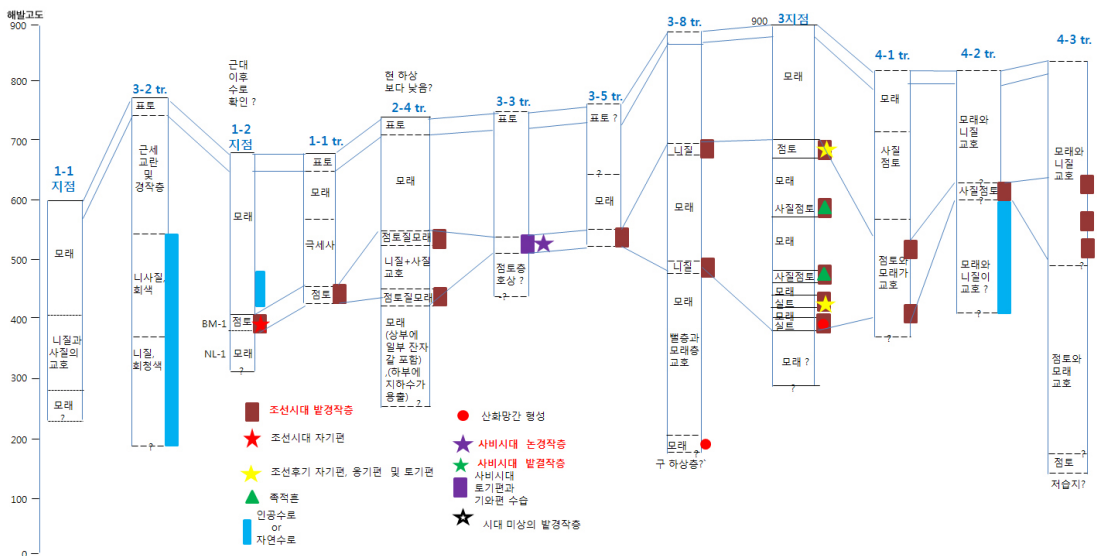 해발고도
900
800
700
600
500
400
300
200
100
0
1-1
지점
모래
니질과
사질의
교호
모래
?
3-2 tr.
표토
근세
교란
및
경작층
니사질,
회색
니질,
회청색
?
근대
이후
수로
확인 ?
1-2
지점
모래
BM-1
점토
NL-1
모래
?
1-1 tr.
표토
모래
극세사
점토
현 하상
보다 낮음?
2-4 tr.
표토
모래
점토질모래
니질+사질
교호
점토질모래
모래
(상부에
일부 잔자
갈 포함)
,(하부에
지하수가
용출)
?
3-3 tr.
표토
점토층
호상 ?
-?
3-5 tr.
표토 ?
모래
3-8 tr.
니질
모래
니질
모래
뻘층과
모래층
교호
모래
?
구 하상층?
3지점
900
모래
점토
모래
사질점토
모래
사질점토
모래
실트
모래
실트
모래 ?
?
4-1 tr.
모래
사질
점토
점토와
모래가
교호
?
4-2 tr.
모래와
니질
교호
?
사질점토
?
모래와
니질이
교호 ?
?
4-3 tr.
모래와
니질
교호
?
점토와
모래
교호
?
점토
저습지?
조선시대 밭경작층
조선시대 자기편
조선후기 자기편, 옹기편 및 토기편
족적흔
인공수로
or
자연수로
산화망간 형성
사비시대 논경작층
사비시대 밭결작층
사비시대
토기편과
기와편 수습
시대 미상의 밭경작층